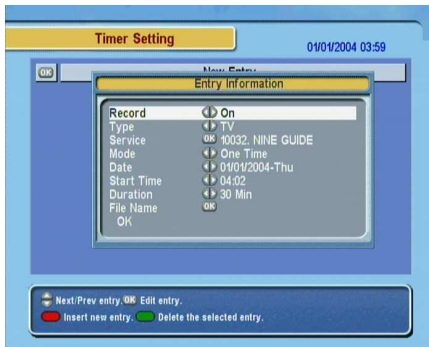 Timer Setting
01/01/2004 03:59
OK New Entry
Entry Information
Record On
Type TV
Service OK 10032. NINE GUIDE
Mode One Time
Date 01/01/2004-Thu
Start Time 04:02
Duration 30 Min
File Name OK
OK
Next/Prev entry. OK Edit entry.
Insert new entry. Delete the selected entry.